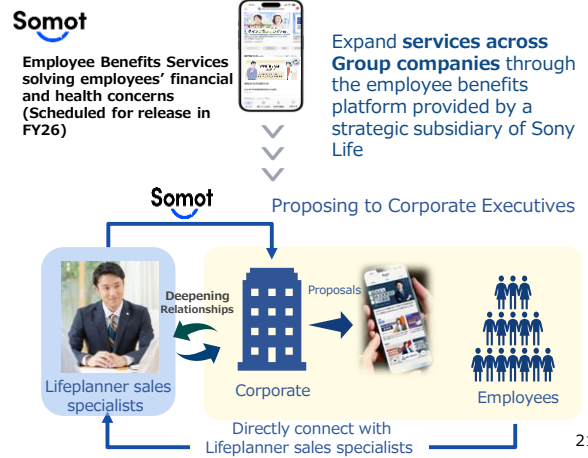 Somot
Employee Benefits Services
solving employees’ financial
and health concerns
(Scheduled for release in
FY26)
Expand services across
Group companies through
the employee benefits
platform provided by a
strategic subsidiary of Sony
Life
Somot
Proposing to Corporate Executives
Deepening
Relationships
Proposals
Lifeplanner sales
specialists
Corporate
Employees
Directly connect with
Lifeplanner sales specialists